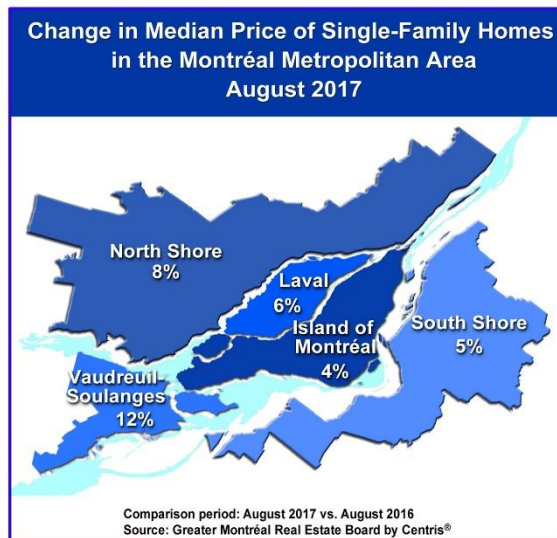 Change in Median Price of Single-Family Homes
in the Montréal Metropolitan Area
August 2017
North Shore
8%
Laval
6%
Island of
Montréal
4%
South Shore
5%
Vaudreuil-
Soulanges
12%
Comparison period: August 2017 vs. August 2016
Source: Greater Montréal Real Estate Board by Centris®